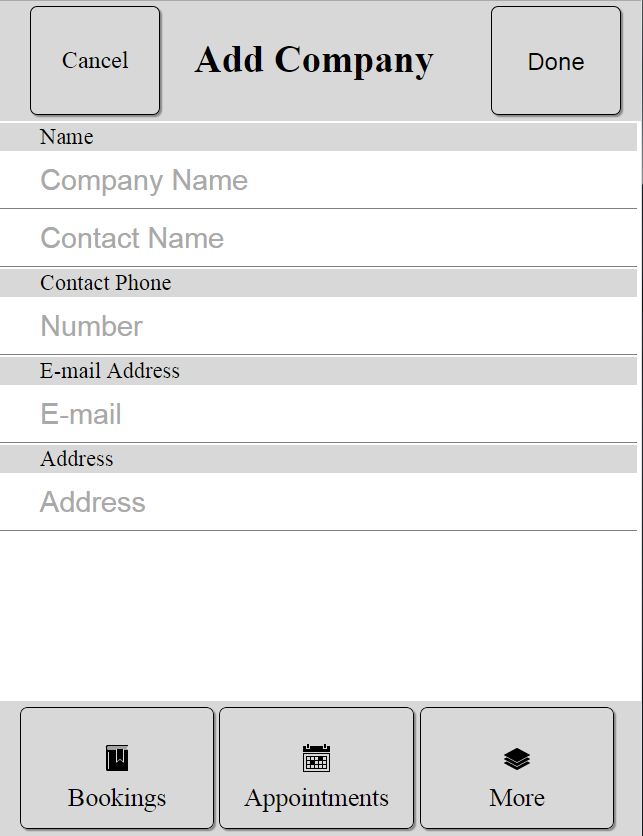 Cancel Add Company Done
Name
Company Name
Contact Name
Contact Phone
Number
E-mail Address
E-mail
Address
Address
Bookings Appointments More